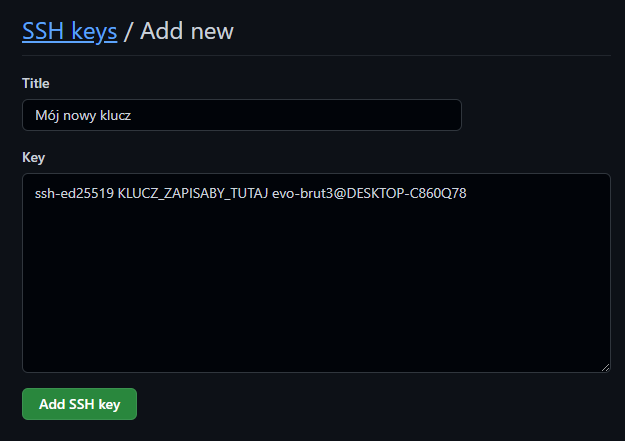 SSH keys / Add new
Title
Mój nowy klucz
Key
ssh-ed25519 KLUCZ_ZAPISABY_TUTAJ evo-brut3@DESKTOP-C860Q78
Add SSH key